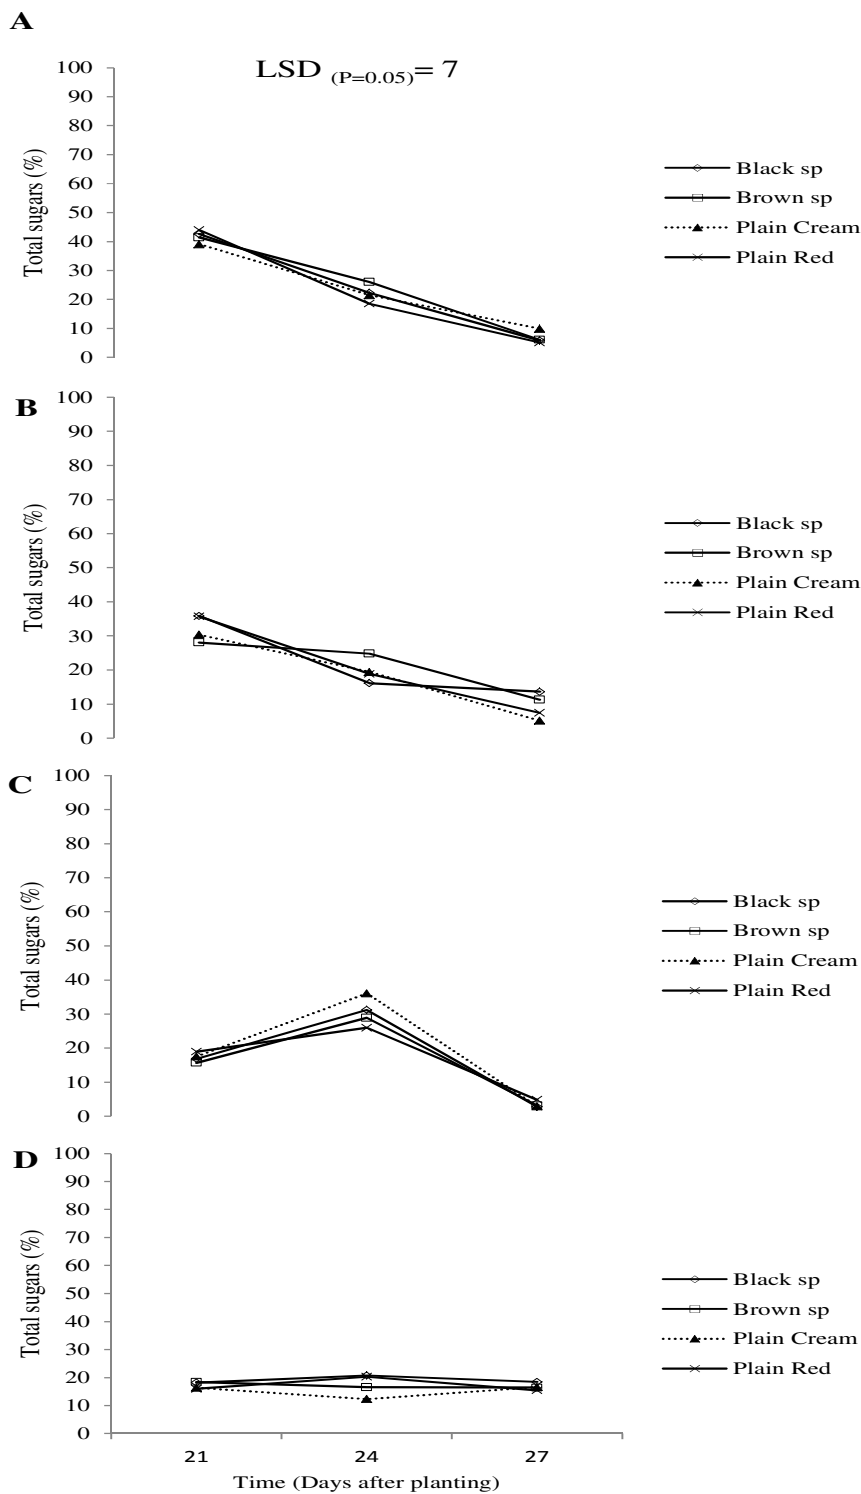 A
LSD (P=0.05) = 7
100
90
80
70
60
50
40
30
20
10
0
Total sugars (%)
Black sp
Brown sp
Plain Cream
Plain Red
B
100
90
80
70
60
50
40
30
20
10
0
Total sugars (%)
Black sp
Brown sp
Plain Cream
Plain Red
C
100
90
80
70
60
50
40
30
20
10
0
Total sugars (%)
Black sp
Brown sp
Plain Cream
Plain Red
D
100
90
80
70
60
50
40
30
20
10
0
Total sugars (%)
Black sp
Brown sp
Plain Cream
Plain Red
21 24 27
Time (Days after planting)